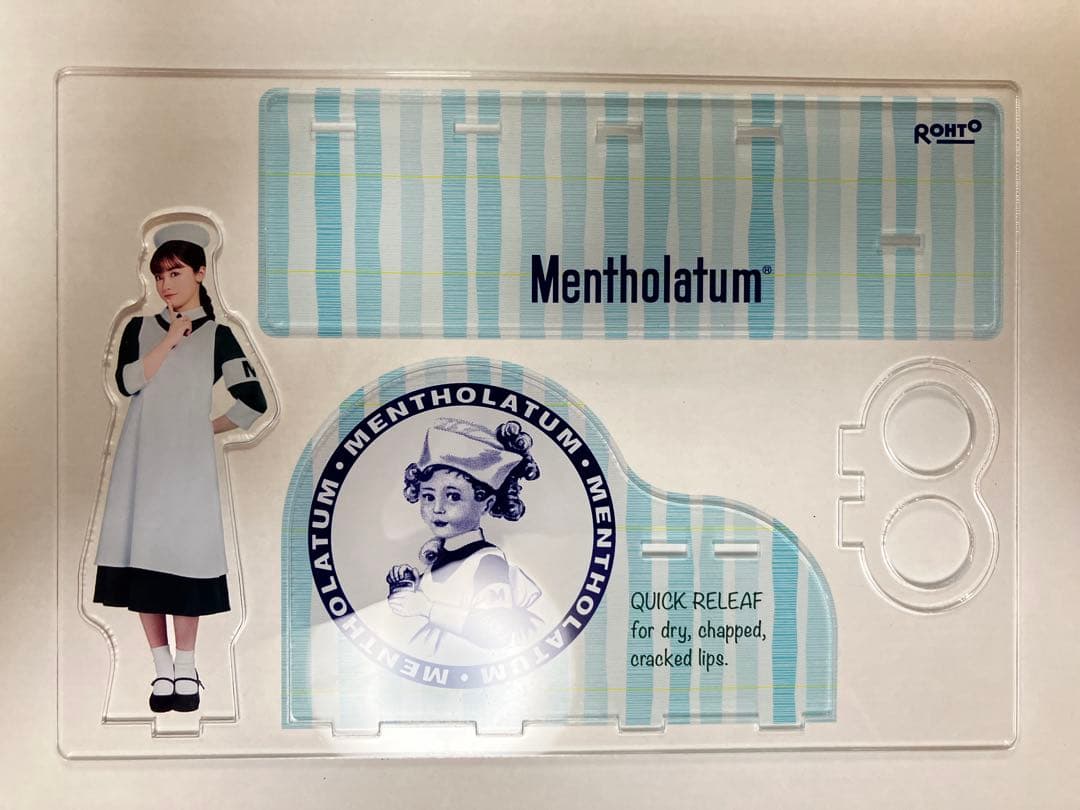 ROHTO
Mentholatum®
M
MENTHOLATUM • MENTHOLATUM • MENTHOLATUM •
M
QUICK RELEAF
for dry, chapped,
cracked lips.